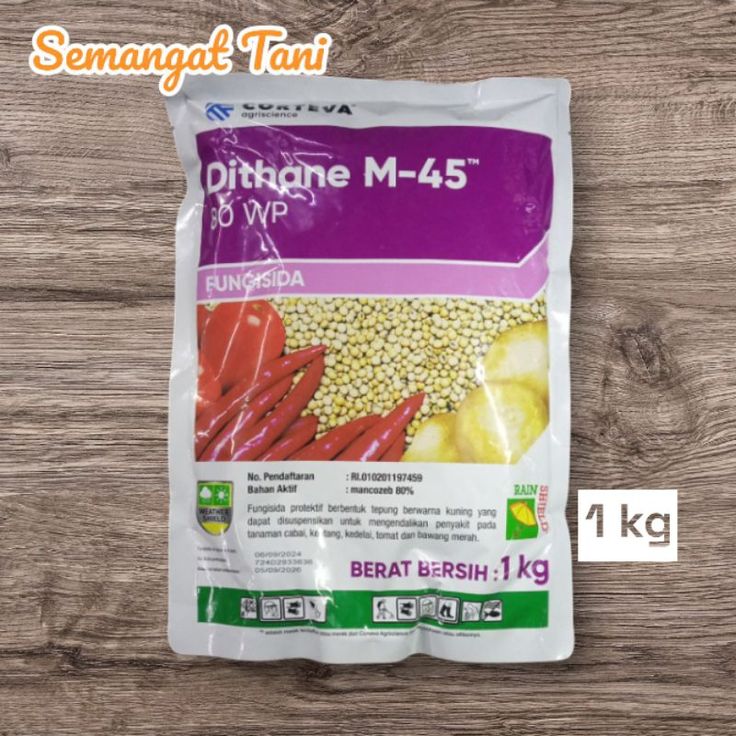 Semangat Tani
CORTEVA
agriscience
Dithane M-45™
80 WP
FUNGISIDA
No. Pendaftaran : RI.010201197459
Bahan Aktif : mancozeb 80%
Fungisida protektif berbentuk tepung berwarna kuning yang
dapat disuspensikan untuk mengendalikan penyakit pada
tanaman cabai, kentang, kedelai, tomat dan bawang merah.
WEATHER
SHIELD
RAIN
SHIELD
06/09/2024
05/09/2026
BERAT BERSIH : 1 kg
1 kg